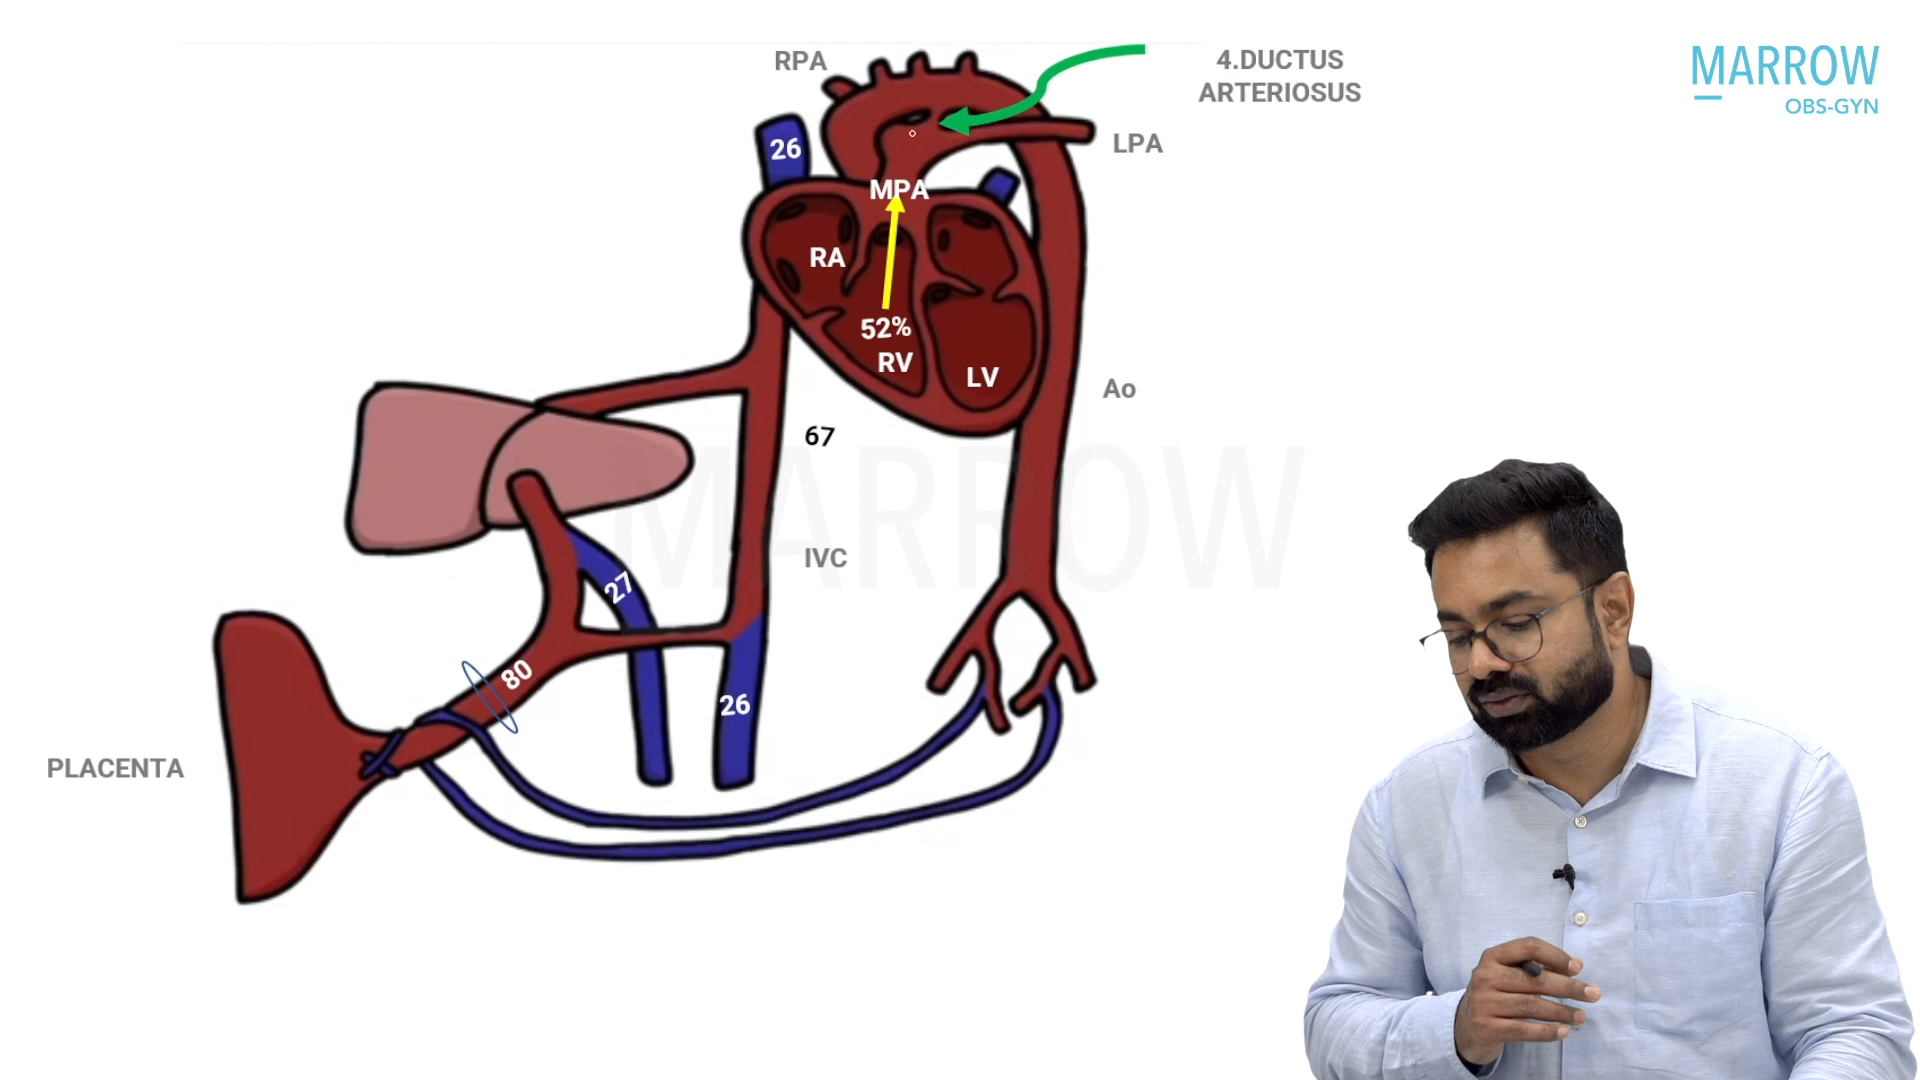 MARROW
OBS-GYN
RPA
4.DUCTUS
ARTERIOSUS
LPA
26
MPA
RA
52%
RV
LV
Ao
67
MARROW
IVC
27
80
26
PLACENTA